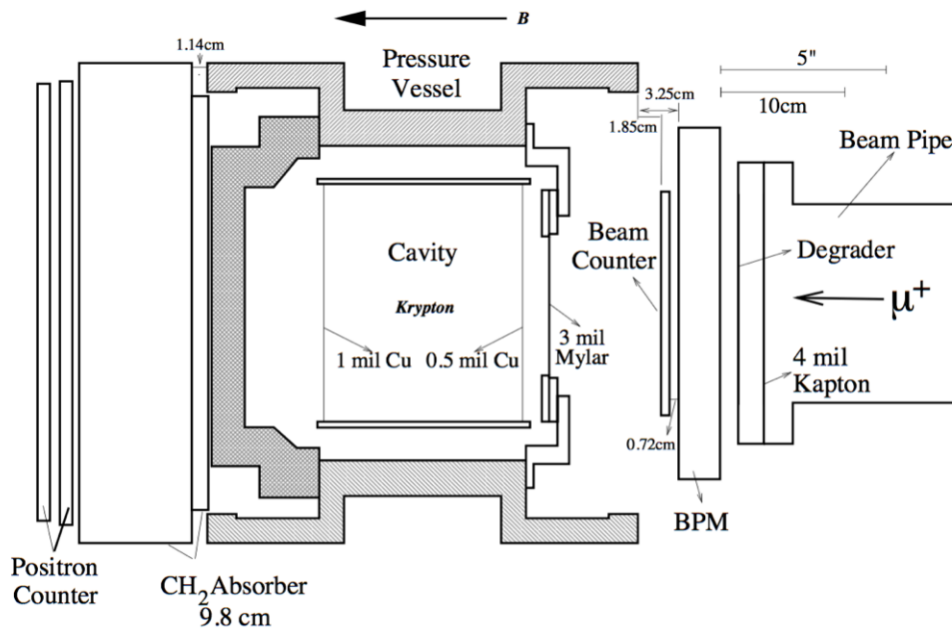 B
1.14cm
Pressure
Vessel
5"
3.25cm
10cm
1.85cm
Beam Pipe
Beam
Counter
Cavity
Degrader
Krypton
μ+
3 mil
Mylar
1 mil Cu
0.5 mil Cu
4 mil
Kapton
0.72cm
BPM
Positron
Counter
CH2 Absorber
9.8 cm